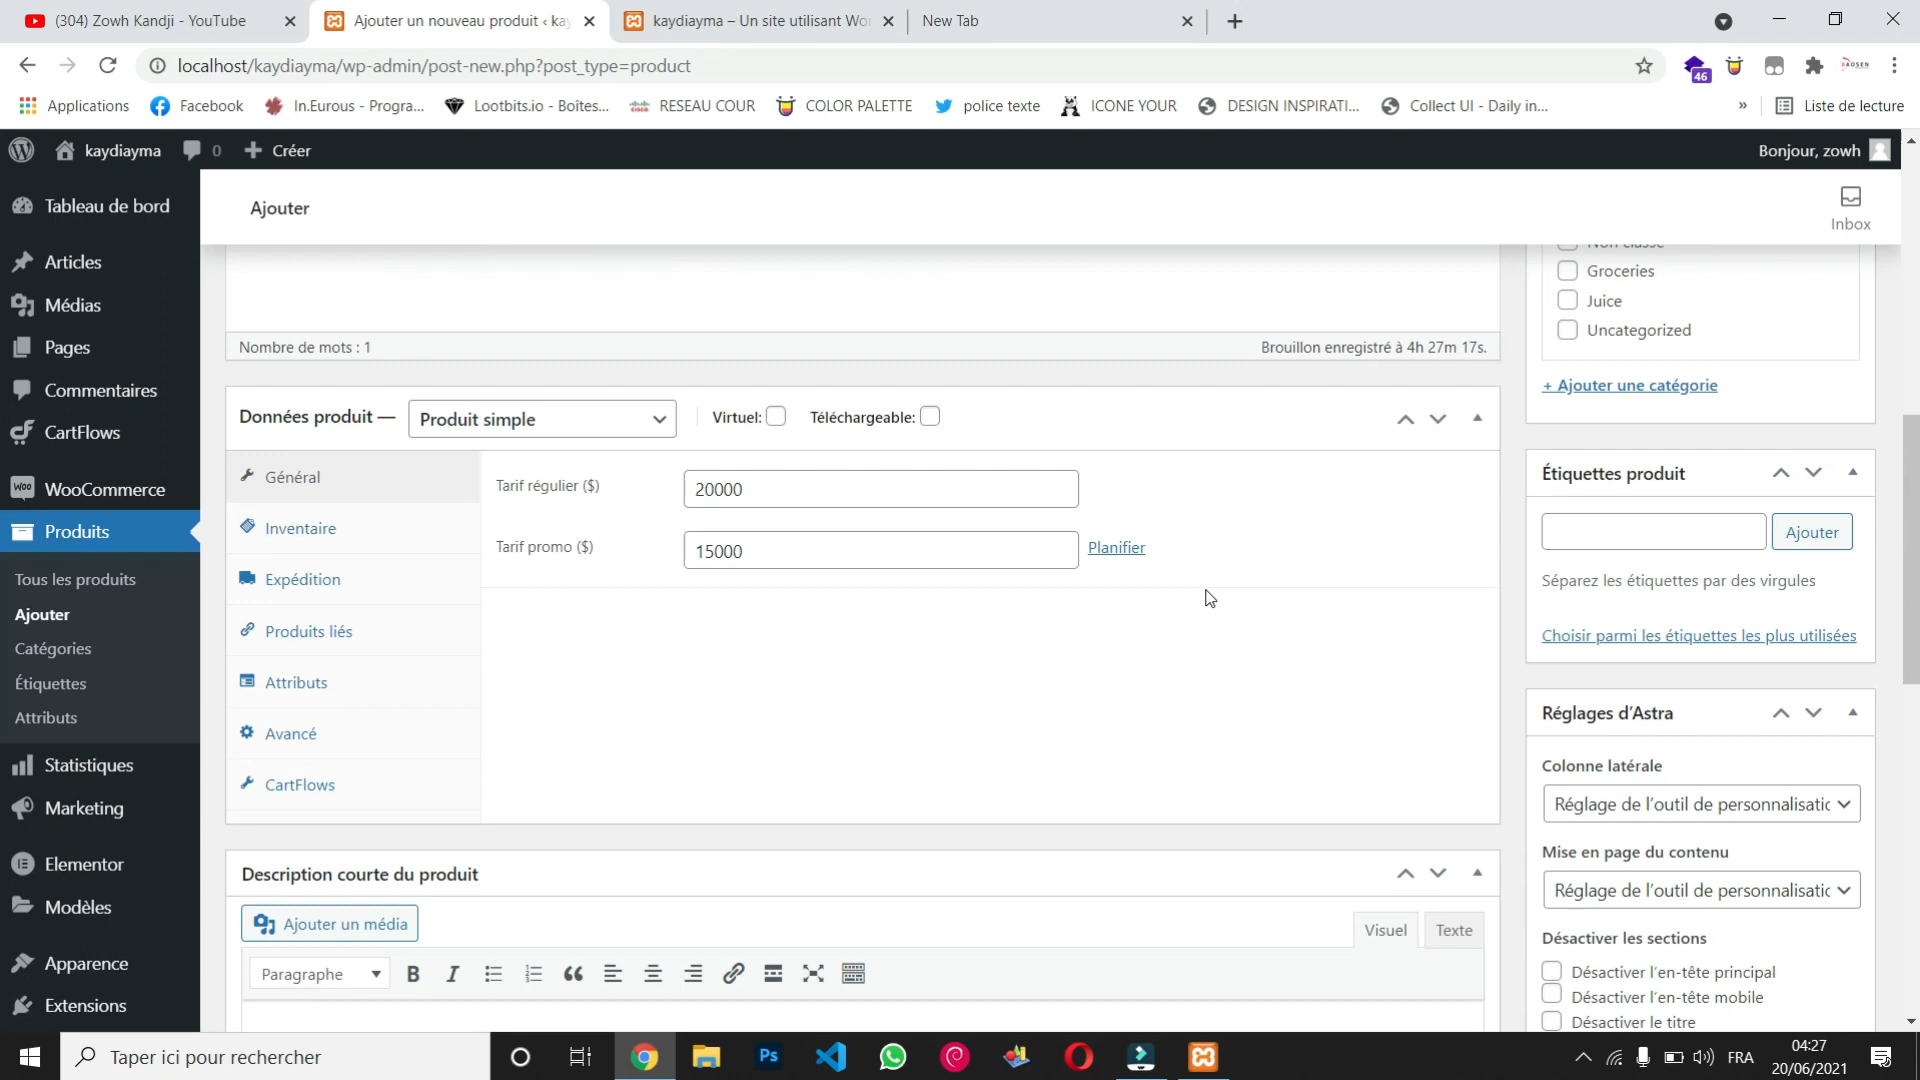 (304) Zowh Kandji - YouTube
Ajouter un nouveau produit ‹ kay
kaydiayma – Un site utilisant Wor
New Tab
localhost/kaydiayma/wp-admin/post-new.php?post_type=product
46
DAOSEN
Applications
Facebook
In.Eurous - Progra...
Lootbits.io - Boîtes...
RESEAU COUR
COLOR PALETTE
police texte
ICONE YOUR
DESIGN INSPIRATI...
Collect UI - Daily in...
»
Liste de lecture
kaydiayma
0
Créer
Bonjour, zowh
Tableau de bord
Articles
Médias
Pages
Commentaires
CartFlows
WooCommerce
Produits
Tous les produits
Ajouter
Catégories
Étiquettes
Attributs
Statistiques
Marketing
Elementor
Modèles
Apparence
Extensions
Ajouter
Inbox
Nombre de mots : 1
Brouillon enregistré à 4h 27m 17s.
Données produit —
Produit simple
Virtuel:
Téléchargeable:
Général
Inventaire
Expédition
Produits liés
Attributs
Avancé
CartFlows
Tarif régulier ($)
20000
Tarif promo ($)
15000
Planifier
Description courte du produit
Ajouter un média
Visuel
Texte
Paragraphe
Non classé
Groceries
Juice
Uncategorized
+ Ajouter une catégorie
Étiquettes produit
Ajouter
Séparez les étiquettes par des virgules
Choisir parmi les étiquettes les plus utilisées
Réglages d’Astra
Colonne latérale
Réglage de l’outil de personnalisatic
Mise en page du contenu
Réglage de l’outil de personnalisatic
Désactiver les sections
Désactiver l’en-tête principal
Désactiver l’en-tête mobile
Désactiver le titre
Taper ici pour rechercher
Ps
FRA
04:27
20/06/2021